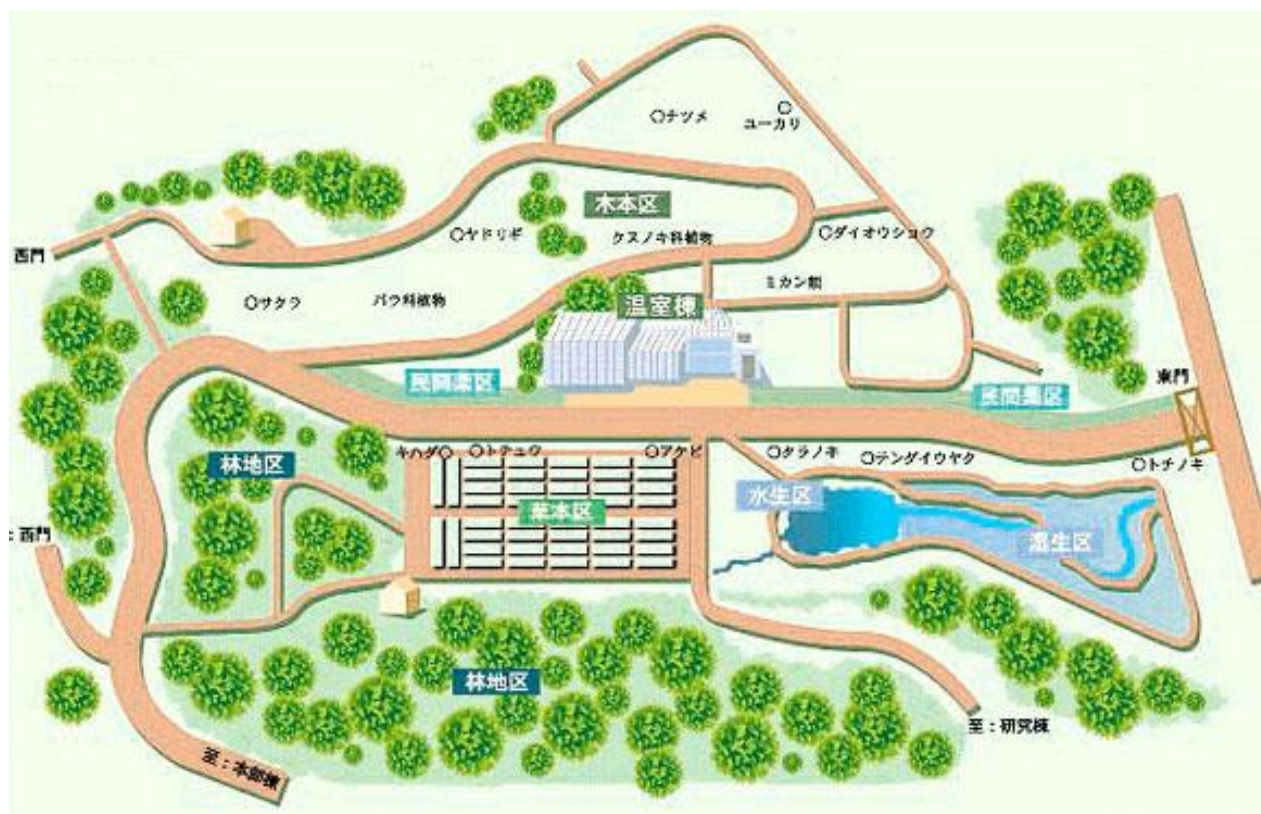 ○ナツメ
○
ユーカリ
木本区
○ヤドリギ
クスノキ科植物
○ダイオウショウ
西門
○サクラ
バラ科植物
ミカン類
温室棟
民間薬区
民間薬区
東門
キハダ○
○トチュウ
○アケビ
○タラノキ
○テンダイウヤク
○トチノキ
林地区
水生区
草本区
湿生区
：西門
林地区
至：研究棟
至：本部棟